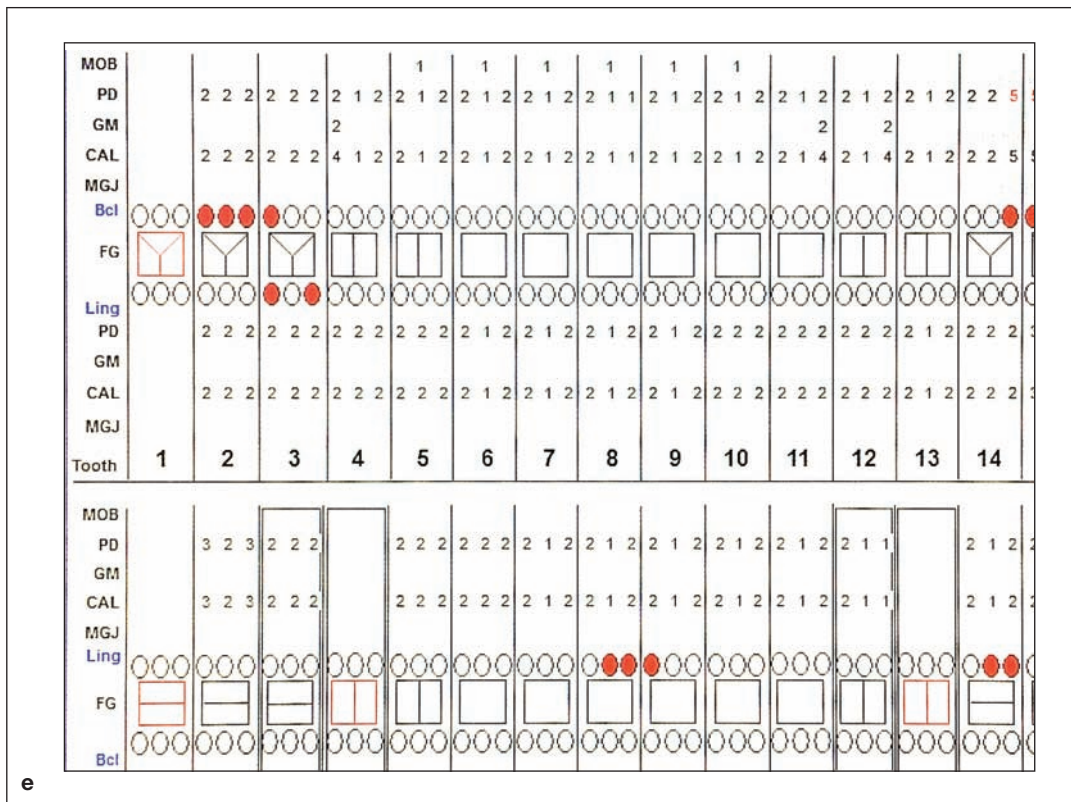 MOB 1 1 1 1 1 1
PD 2 2 2 2 2 2 2 1 2 2 1 2 2 1 2 2 1 2 2 1 1 2 1 2 2 1 2 2 1 2 2 1 2 2 1 2 2 2 5
GM 2 2 2
CAL 2 2 2 2 2 2 4 1 2 2 1 2 2 1 2 2 1 2 2 1 1 2 1 2 2 1 2 2 1 4 2 1 4 2 1 2 2 2 5
MGJ
Bcl
FG
Ling
PD 2 2 2 2 2 2 2 2 2 2 2 2 2 1 2 2 1 2 2 1 2 2 1 2 2 1 2 2 2 2 2 2 2 2 1 2 2 2 2
GM
CAL 2 2 2 2 2 2 2 2 2 2 2 2 2 1 2 2 1 2 2 1 2 2 1 2 2 1 2 2 2 2 2 2 2 2 1 2 2 2 2
MGJ
Tooth 1 2 3 4 5 6 7 8 9 10 11 12 13 14
MOB
PD 3 2 3 2 2 2 2 2 2 2 2 2 2 1 2 2 1 2 2 1 2 2 1 2 2 1 2 2 1 1 2 1 2
GM
CAL 3 2 3 2 2 2 2 2 2 2 2 2 2 1 2 2 1 2 2 1 2 2 1 2 2 1 2 2 1 1 2 1 2
MGJ
Ling
FG
Bcl
e